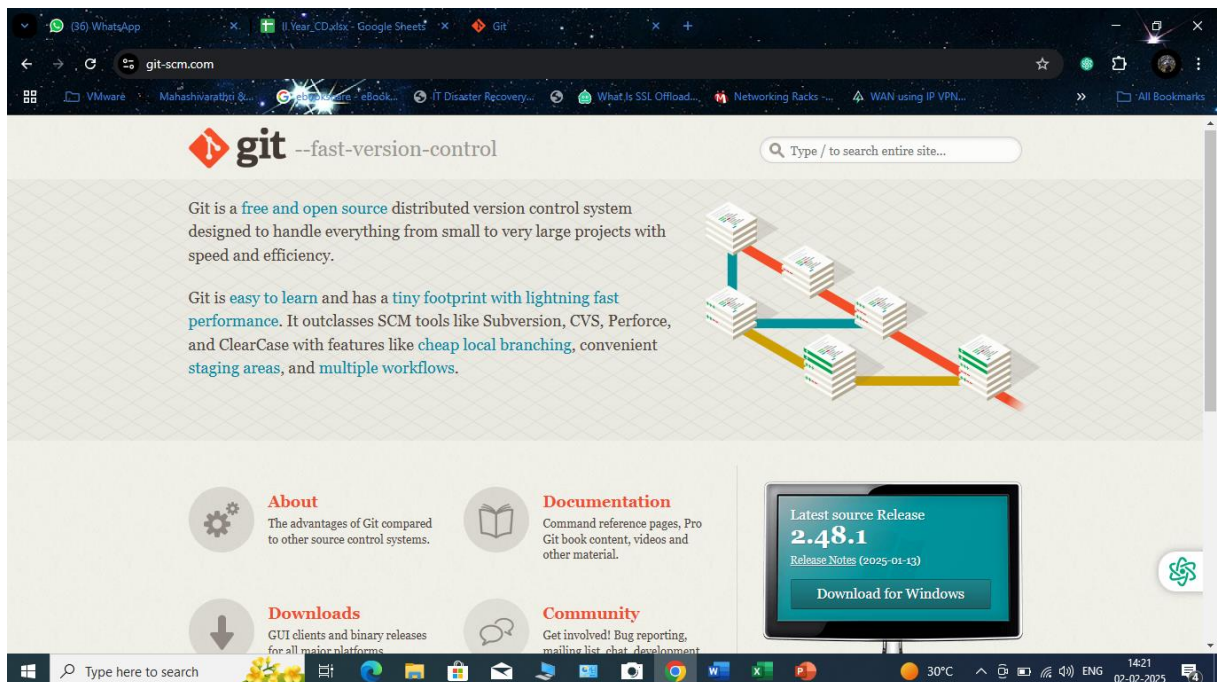 (36) WhatsApp
II Year_CD.xlsx - Google Sheets
Git
git-scm.com
VMware
Mahashivarathri &...
IT Disaster Recovery...
What Is SSL Offload...
Networking Racks -...
WAN using IP VPN...
»
All Bookmarks
git --fast-version-control
Type / to search entire site...
Git is a free and open source distributed version control system
designed to handle everything from small to very large projects with
speed and efficiency.
Git is easy to learn and has a tiny footprint with lightning fast
performance. It outclasses SCM tools like Subversion, CVS, Perforce,
and ClearCase with features like cheap local branching, convenient
staging areas, and multiple workflows.
About
The advantages of Git compared
to other source control systems.
Documentation
Command reference pages, Pro
Git book content, videos and
other material.
Latest source Release
2.48.1
Release Notes (2025-01-13)
Download for Windows
Downloads
GUI clients and binary releases
for all major platforms
Community
Get involved! Bug reporting,
mailing list, chat, development
Type here to search
30°C
ENG
14:21
02-02-2025